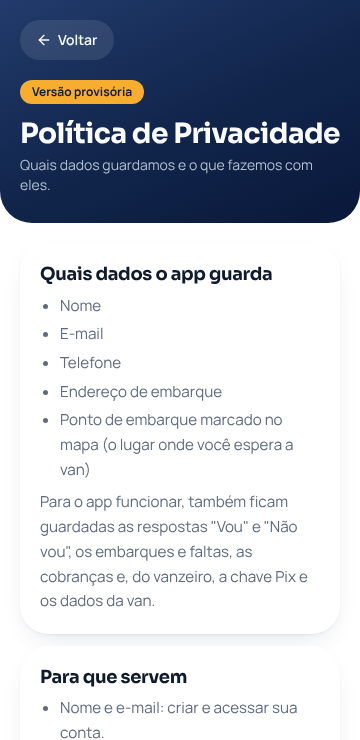 Voltar
Versão provisória
Política de Privacidade
Quais dados guardamos e o que fazemos com
eles.
Quais dados o app guarda
• Nome
• E-mail
• Telefone
• Endereço de embarque
• Ponto de embarque marcado no
mapa (o lugar onde você espera a
van)
Para o app funcionar, também ficam
guardadas as respostas "Vou" e "Não
vou", os embarques e faltas, as
cobranças e, do vanzeiro, a chave Pix e
os dados da van.
Para que servem
• Nome e e-mail: criar e acessar sua
conta.